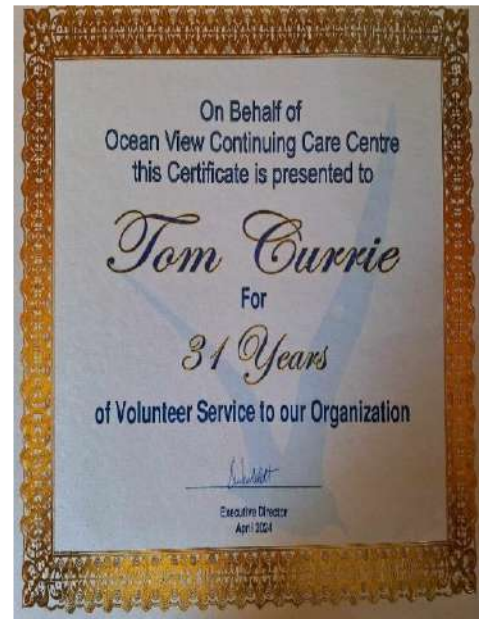 On Behalf of
Ocean View Continuing Care Centre
this Certificate is presented to
Tom Currie
For
31 Years
of Volunteer Service to our Organization
Executive Director
April 2024